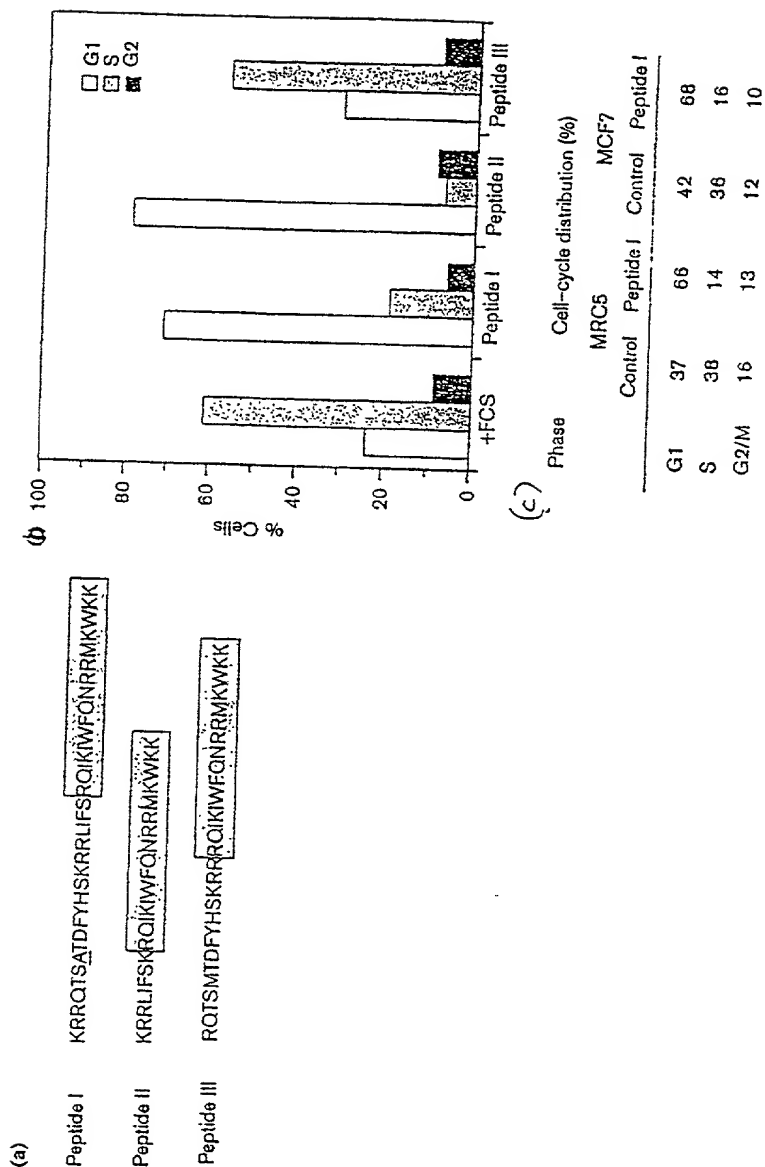 (a)
Peptide I KRRQTSATDFYHSKRRLIFSRQIKIWFQNRRMKWKK
Peptide II KRRLIFSKRQIKIWFQNRRMKWKK
Peptide III RQTSMTDFYHSKRRRQIKIWFQNRRMKWKK
(b)
100
80
60
40
20
0
% Cells
G1
S
G2
+FCS Peptide I Peptide II Peptide III
(c)
Phase Cell-cycle distribution (%)
MRC5 MCF7
Control Peptide I Control Peptide I
G1 37 66 42 68
S 38 14 36 16
G2/M 16 13 12 10